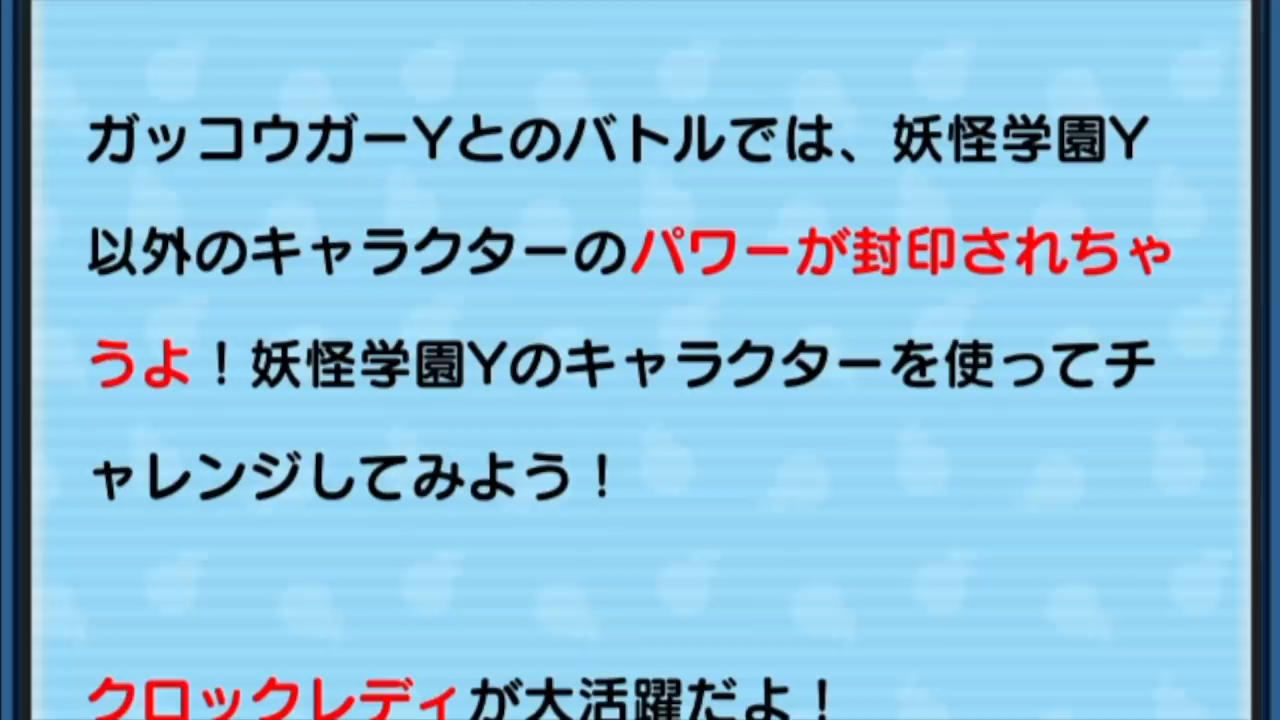 ガッコウガーYとのバトルでは、妖怪学園Y
以外のキャラクターのパワーが封印されちゃ
うよ！妖怪学園Yのキャラクターを使ってチ
ャレンジしてみよう！
クロックレディが大活躍だよ！